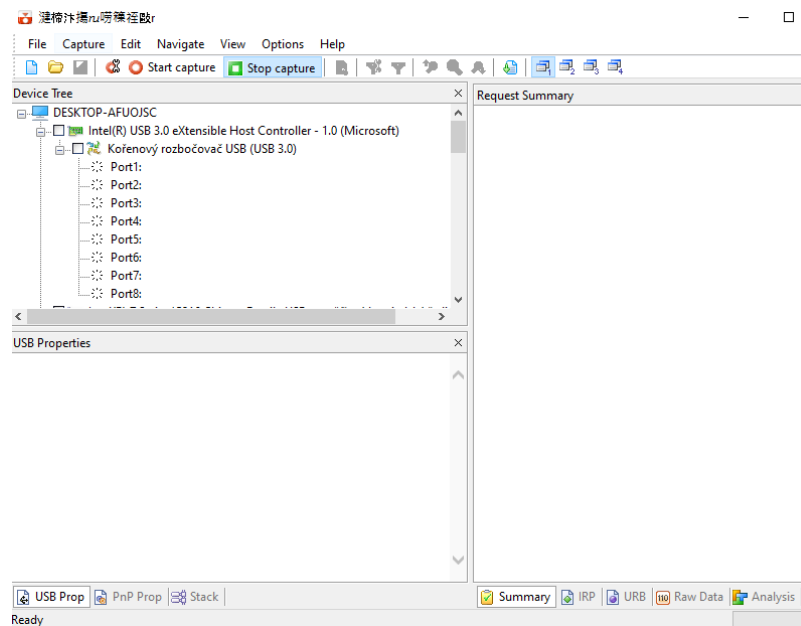 File Capture Edit Navigate View Options Help
Start capture Stop capture
Device Tree
DESKTOP-AFUOJSC
Intel(R) USB 3.0 eXtensible Host Controller - 1.0 (Microsoft)
Kořenový rozbočovač USB (USB 3.0)
Port1:
Port2:
Port3:
Port4:
Port5:
Port6:
Port7:
Port8:
USB Properties
USB Prop PnP Prop Stack
Request Summary
Summary IRP URB Raw Data Analysis
Ready